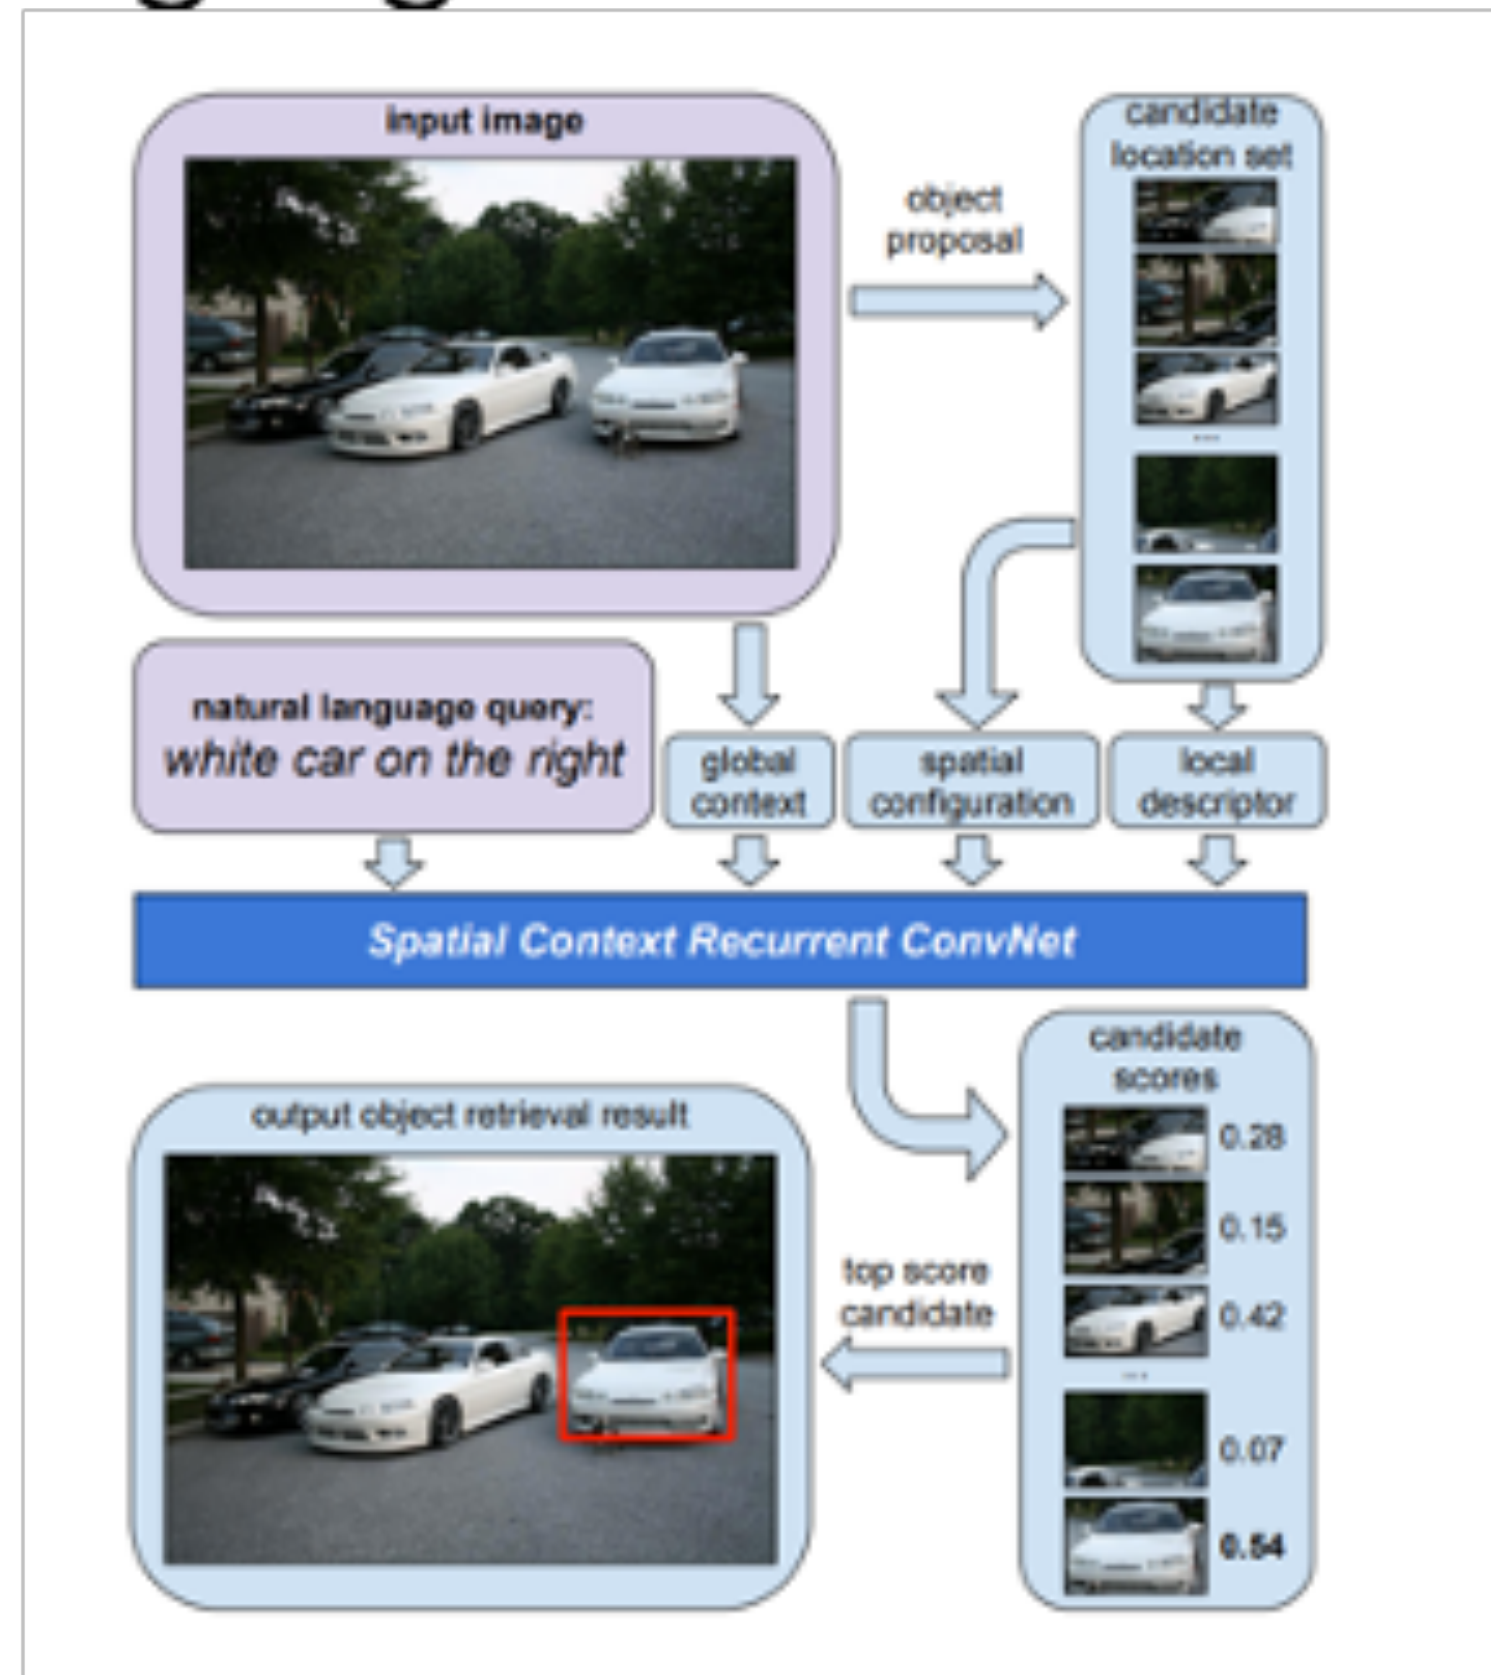 input image
object
proposal
candidate
location set
...
natural language query:
white car on the right
global
context
spatial
configuration
local
descriptor
Spatial Context Recurrent ConvNet
candidate
scores
0.28
0.15
0.42
...
0.07
0.54
top score
candidate
output object retrieval result